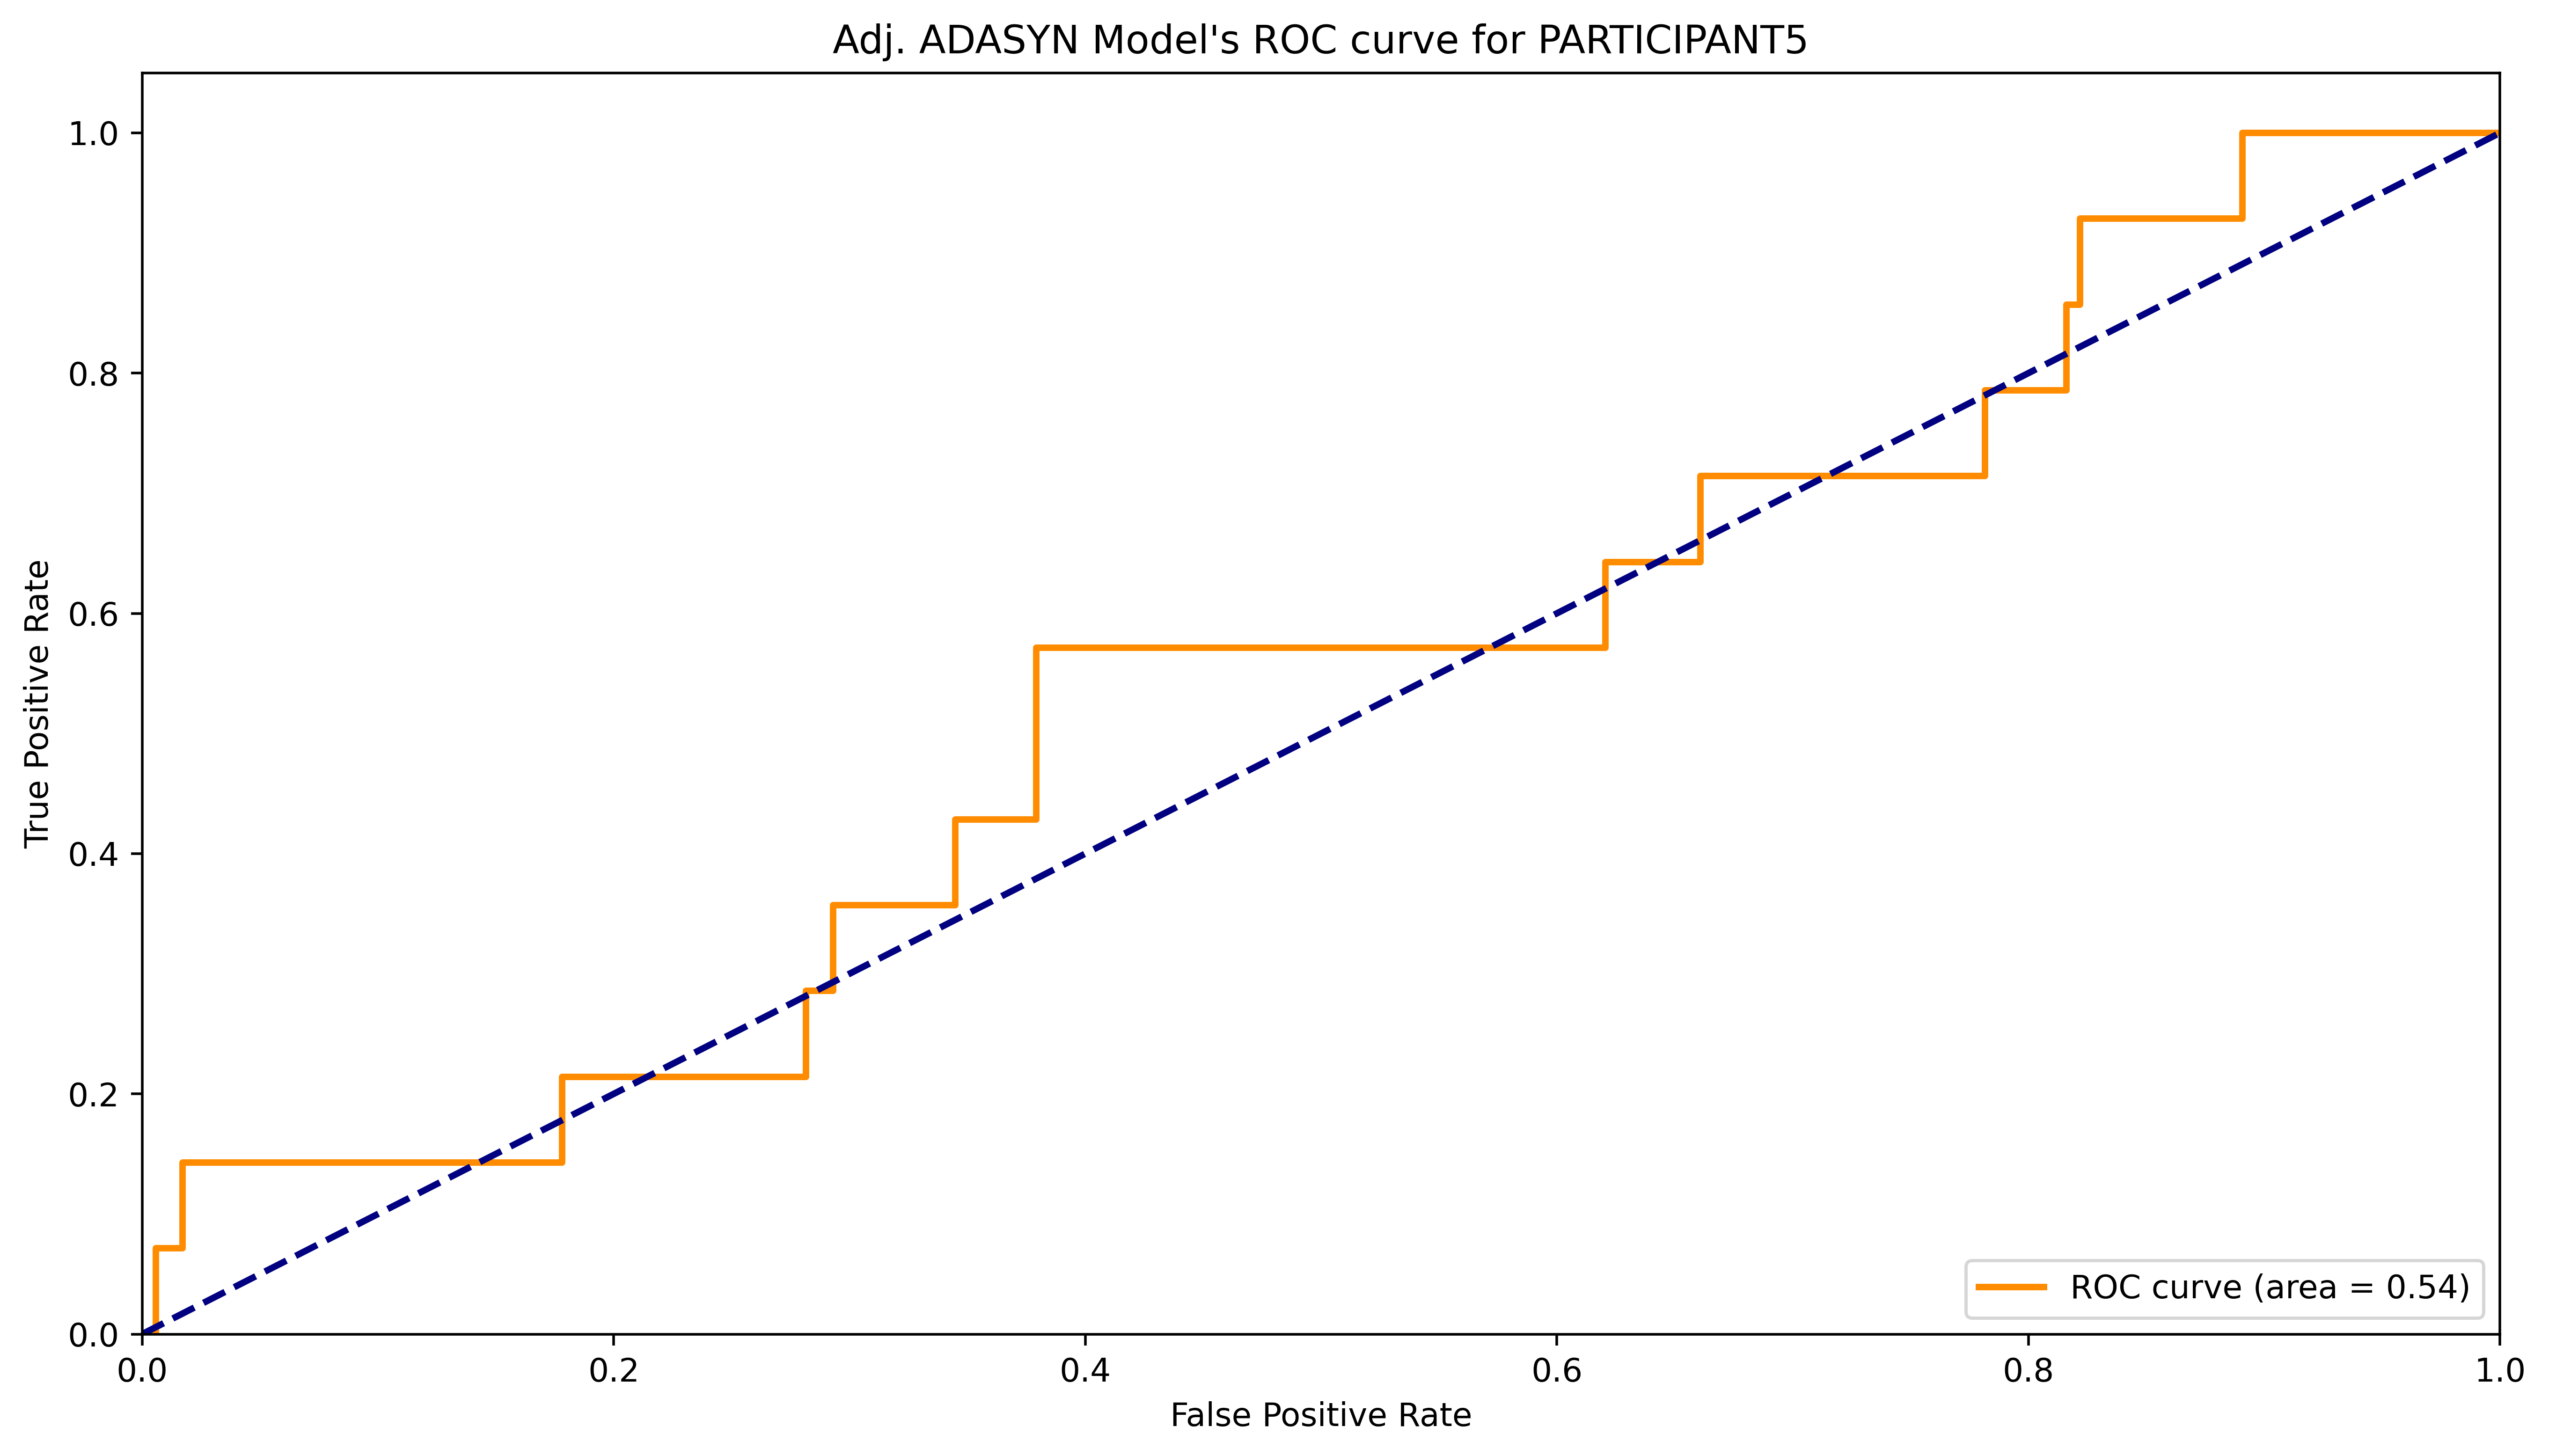 Adj. ADASYN Model's ROC curve for PARTICIPANT5
True Positive Rate
1.0
0.8
0.6
0.4
0.2
0.0
0.0 0.2 0.4 0.6 0.8 1.0
False Positive Rate
ROC curve (area = 0.54)